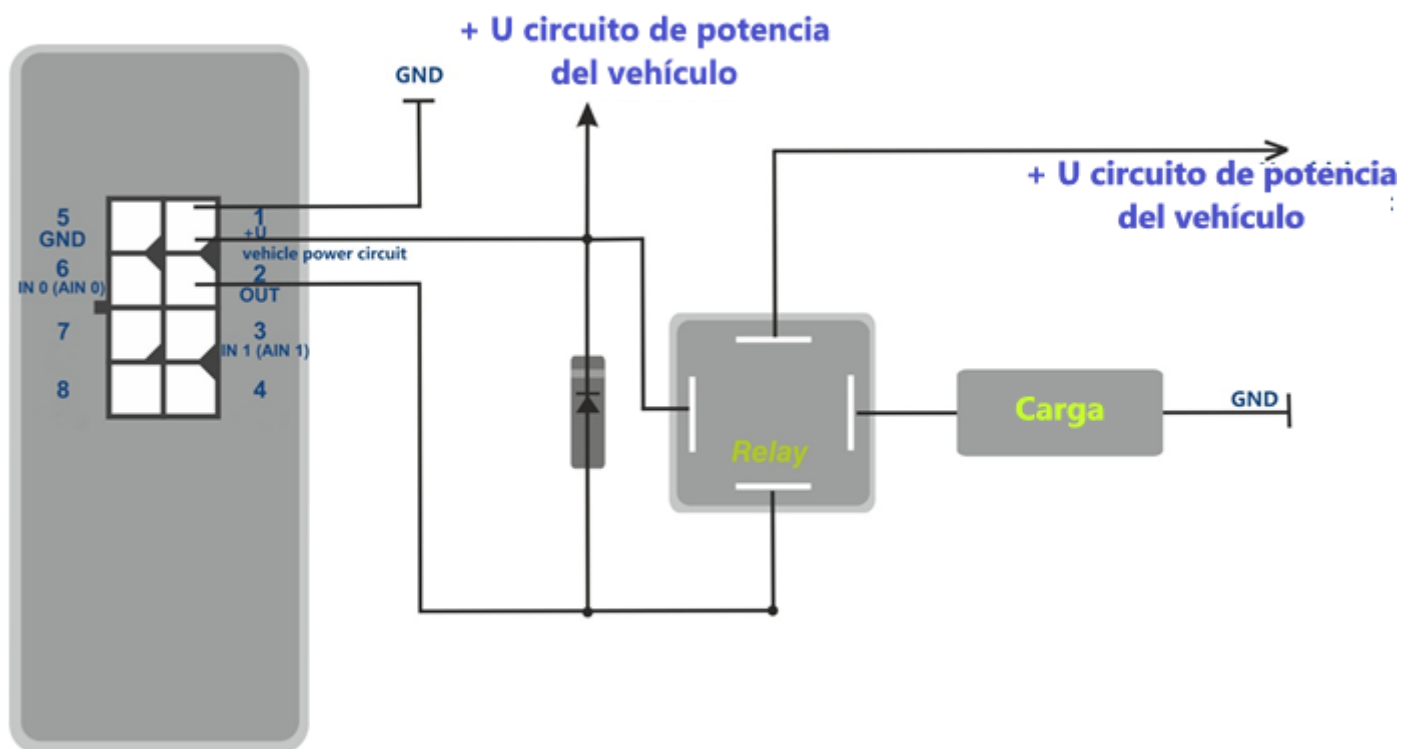 + U circuito de potencia
del vehículo
GND
+ U circuito de potencia
del vehículo
5
GND
1
+U
vehicle power circuit
6
IN 0 (AIN 0)
2
OUT
7
3
IN 1 (AIN 1)
8
4
Relay
Carga
GND